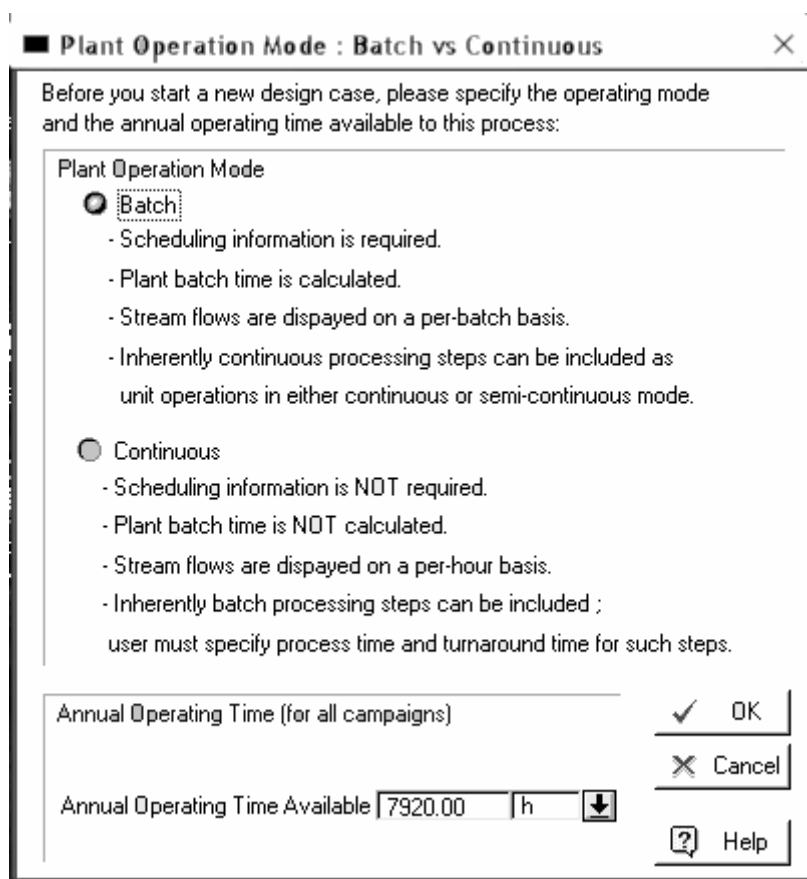 Plant Operation Mode : Batch vs Continuous
Before you start a new design case, please specify the operating mode
and the annual operating time available to this process:
Plant Operation Mode
Batch
- Scheduling information is required.
- Plant batch time is calculated.
- Stream flows are dispayed on a per-batch basis.
- Inherently continuous processing steps can be included as
unit operations in either continuous or semi-continuous mode.
Continuous
- Scheduling information is NOT required.
- Plant batch time is NOT calculated.
- Stream flows are dispayed on a per-hour basis.
- Inherently batch processing steps can be included ;
user must specify process time and turnaround time for such steps.
Annual Operating Time (for all campaigns)
Annual Operating Time Available 7920.00 h
OK
Cancel
Help